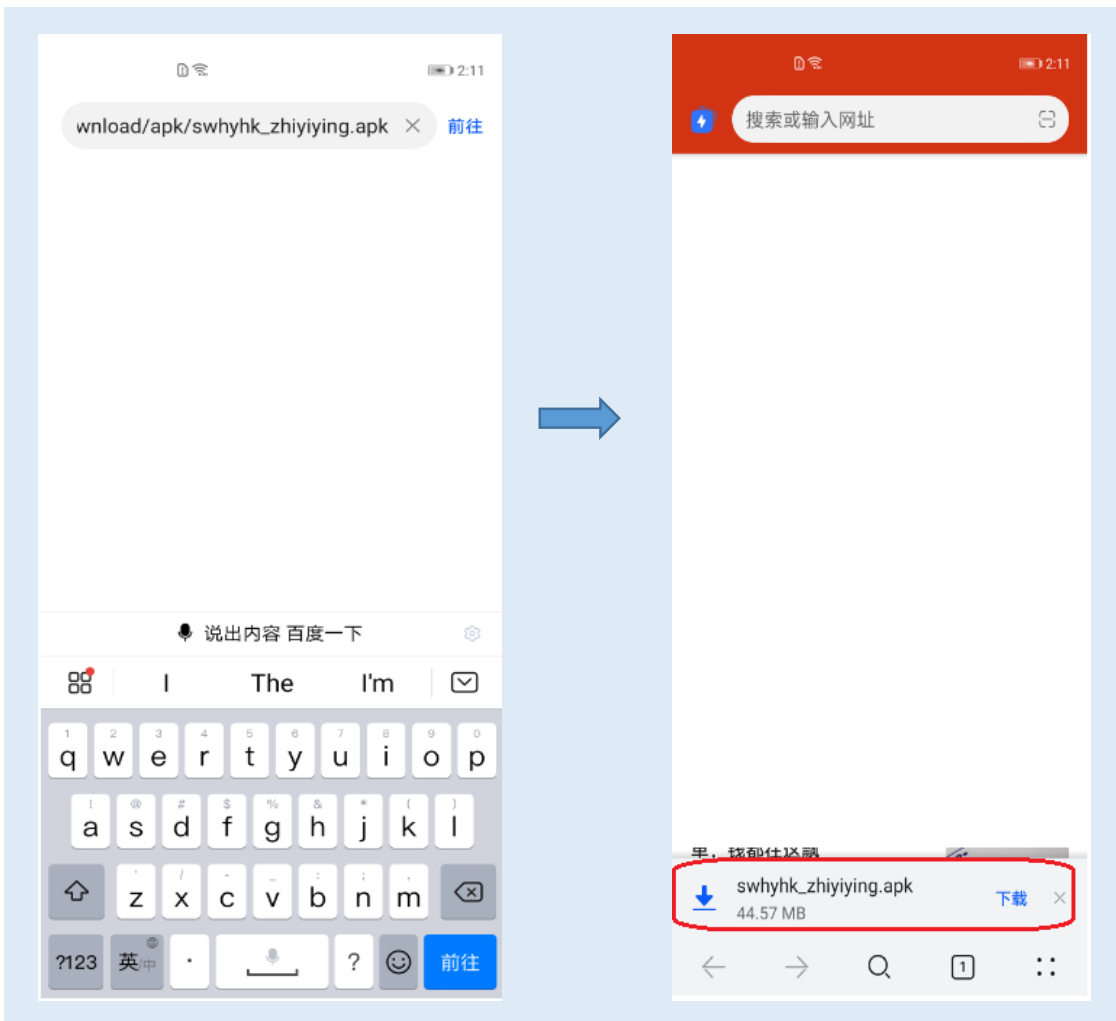 2:11
wnload/apk/swhyhk_zhiyiying.apk
前往
说出内容 百度一下
I The I'm
1 2 3 4 5 6 7 8 9 0
q w e r t y u i o p
! @ # $ % & * ( )
a s d f g h j k l
z x c v b n m
?123 英/中 . ? 前往
2:11
搜索或输入网址
swhyhk_zhiyiying.apk
44.57 MB
下载
1